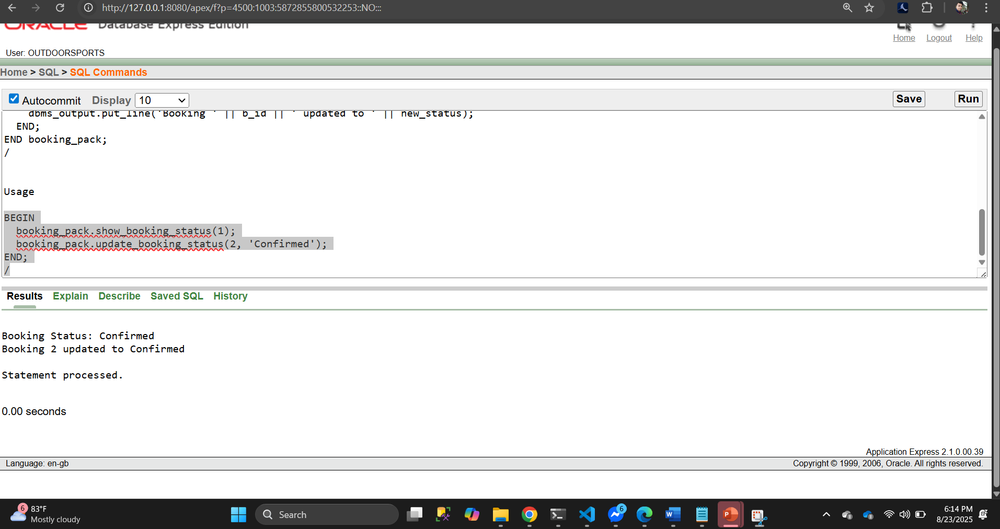 http://127.0.0.1:8080/apex/f?p=4500:1003:5872855800532253::NO:::
ORACLE Database Express Edition
Home Logout Help
User: OUTDOORSPORTS
Home > SQL > SQL Commands
Autocommit Display 10 Save Run
dbms_output.put_line('Booking ' || b_id || ' updated to ' || new_status);
END;
END booking_pack;
/
Usage
BEGIN
booking_pack.show_booking_status(1);
booking_pack.update_booking_status(2, 'Confirmed');
END;
/
Results Explain Describe Saved SQL History
Booking Status: Confirmed
Booking 2 updated to Confirmed
Statement processed.
0.00 seconds
Application Express 2.1.0.00.39
Language: en-gb Copyright © 1999, 2006, Oracle. All rights reserved.
6 83°F
Mostly cloudy
Search
6
6:14 PM
8/23/2025